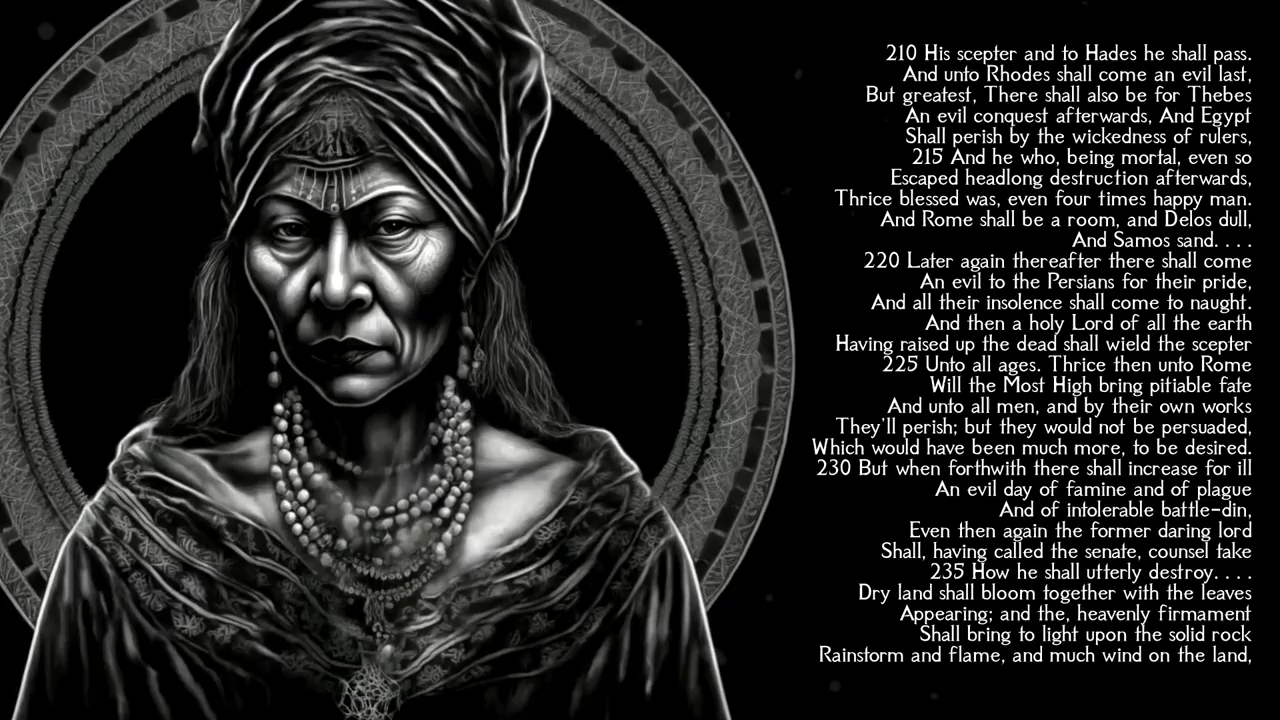 210 His scepter and to Hades he shall pass.
And unto Rhodes shall come an evil last,
But greatest, There shall also be for Thebes
An evil conquest afterwards, And Egypt
Shall perish by the wickedness of rulers,
215 And he who, being mortal, even so
Escaped headlong destruction afterwards,
Thrice blessed was, even four times happy man.
And Rome shall be a room, and Delos dull,
And Samos sand. . . .
220 Later again thereafter there shall come
An evil to the Persians for their pride,
And all their insolence shall come to naught.
And then a holy Lord of all the earth
Having raised up the dead shall wield the scepter
225 Unto all ages. Thrice then unto Rome
Will the Most High bring pitiable fate
And unto all men, and by their own works
They'll perish; but they would not be persuaded,
Which would have been much more, to be desired.
230 But when forthwith there shall increase for ill
An evil day of famine and of plague
And of intolerable battle-din,
Even then again the former daring lord
Shall, having called the senate, counsel take
235 How he shall utterly destroy. . . .
Dry land shall bloom together with the leaves
Appearing; and the, heavenly firmament
Shall bring to light upon the solid rock
Rainstorm and flame, and much wind on the land,